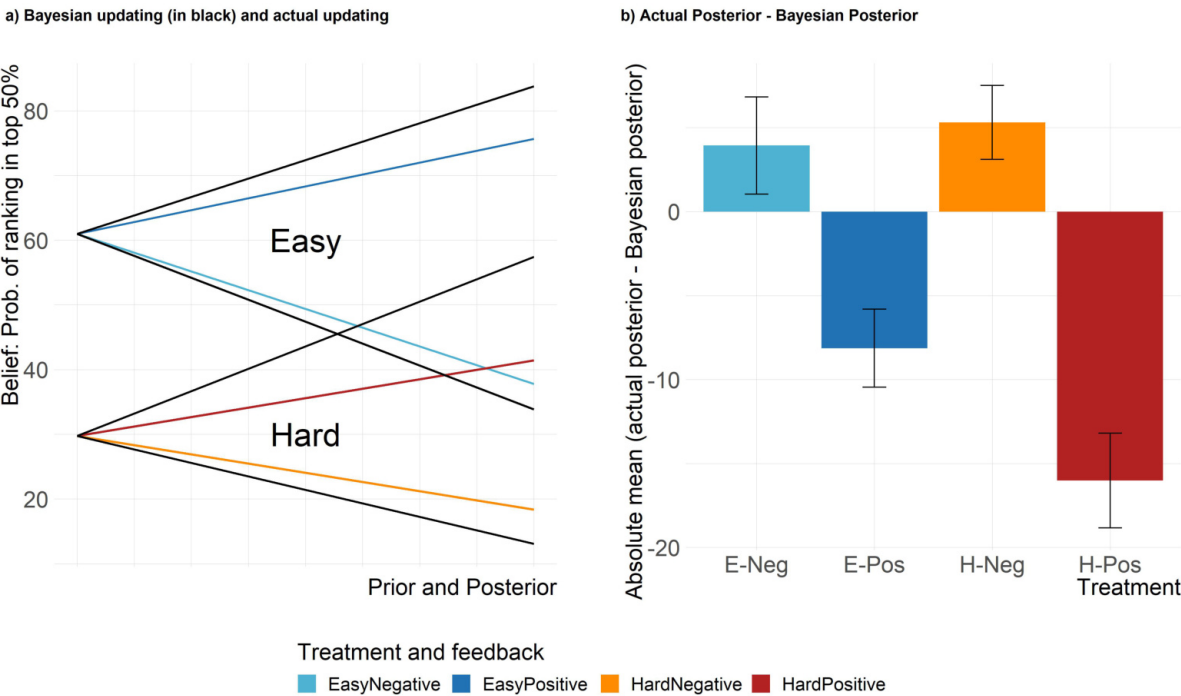 a) Bayesian updating (in black) and actual updating
Belief: Prob. of ranking in top 50%
80
60
40
20
Easy
Hard
Prior and Posterior
b) Actual Posterior - Bayesian Posterior
Absolute mean (actual posterior - Bayesian posterior)
0
-10
-20
E-Neg E-Pos H-Neg H-Pos
Treatment
Treatment and feedback
EasyNegative EasyPositive HardNegative HardPositive